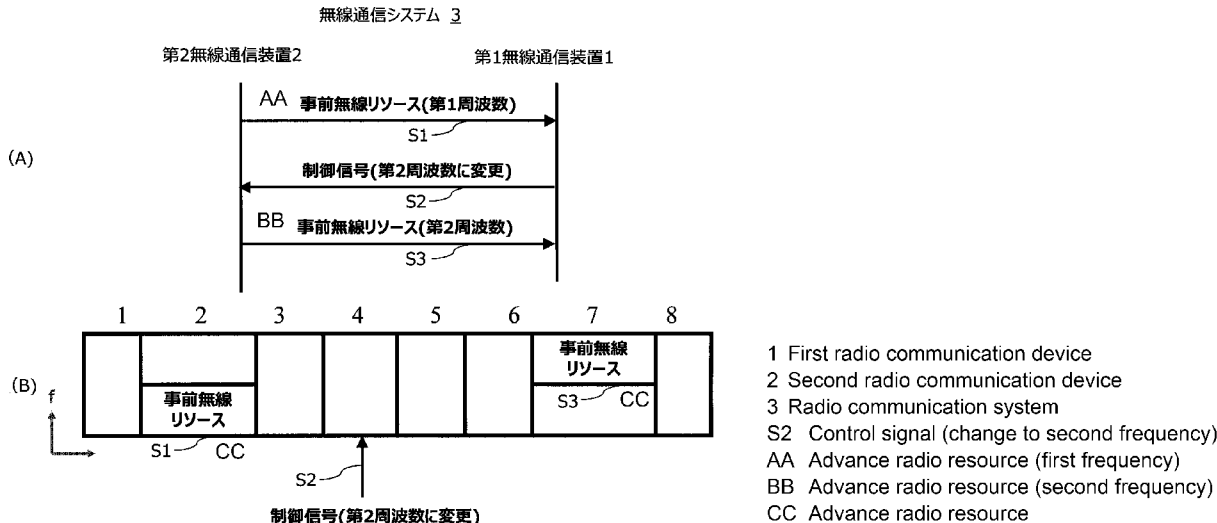 無線通信システム 3
第2無線通信装置2 第1無線通信装置1
AA 事前無線リソース(第1周波数)
S1
(A)
制御信号(第2周波数に変更)
S2
BB 事前無線リソース(第2周波数)
S3
1 2 3 4 5 6 7 8
(B)
f
事前無線
リソース
S1 CC
事前無線
リソース
S3 CC
S2
制御信号(第2周波数に変更)
1 First radio communication device
2 Second radio communication device
3 Radio communication system
S2 Control signal (change to second frequency)
AA Advance radio resource (first frequency)
BB Advance radio resource (second frequency)
CC Advance radio resource